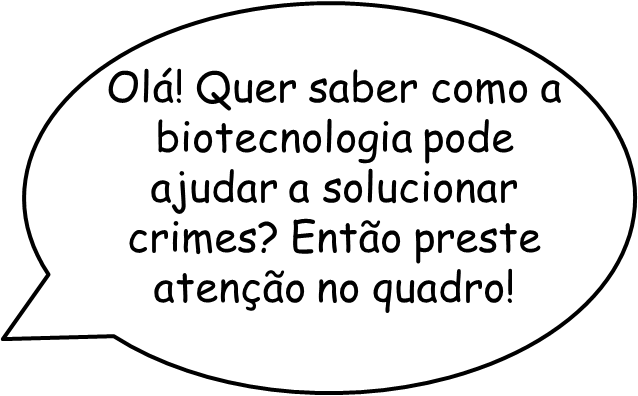 Olá! Quer saber como a
biotecnologia pode
ajudar a solucionar
crimes? Então preste
atenção no quadro!